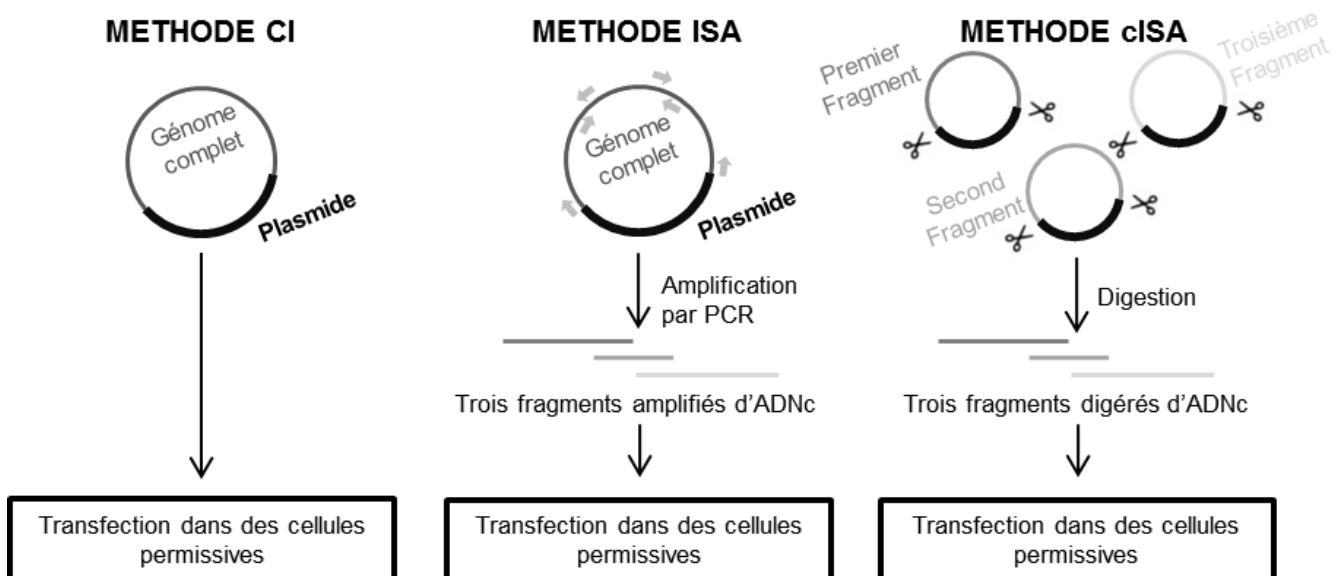 METHODE CI
Génome
complet
Plasmide
Transfection dans des cellules
permissives
METHODE ISA
Génome
complet
Plasmide
Amplification
par PCR
Trois fragments amplifiés d'ADNc
Transfection dans des cellules
permissives
METHODE cISA
Premier
Fragment
Troisième
Fragment
Second
Fragment
Digestion
Trois fragments digérés d'ADNc
Transfection dans des cellules
permissives